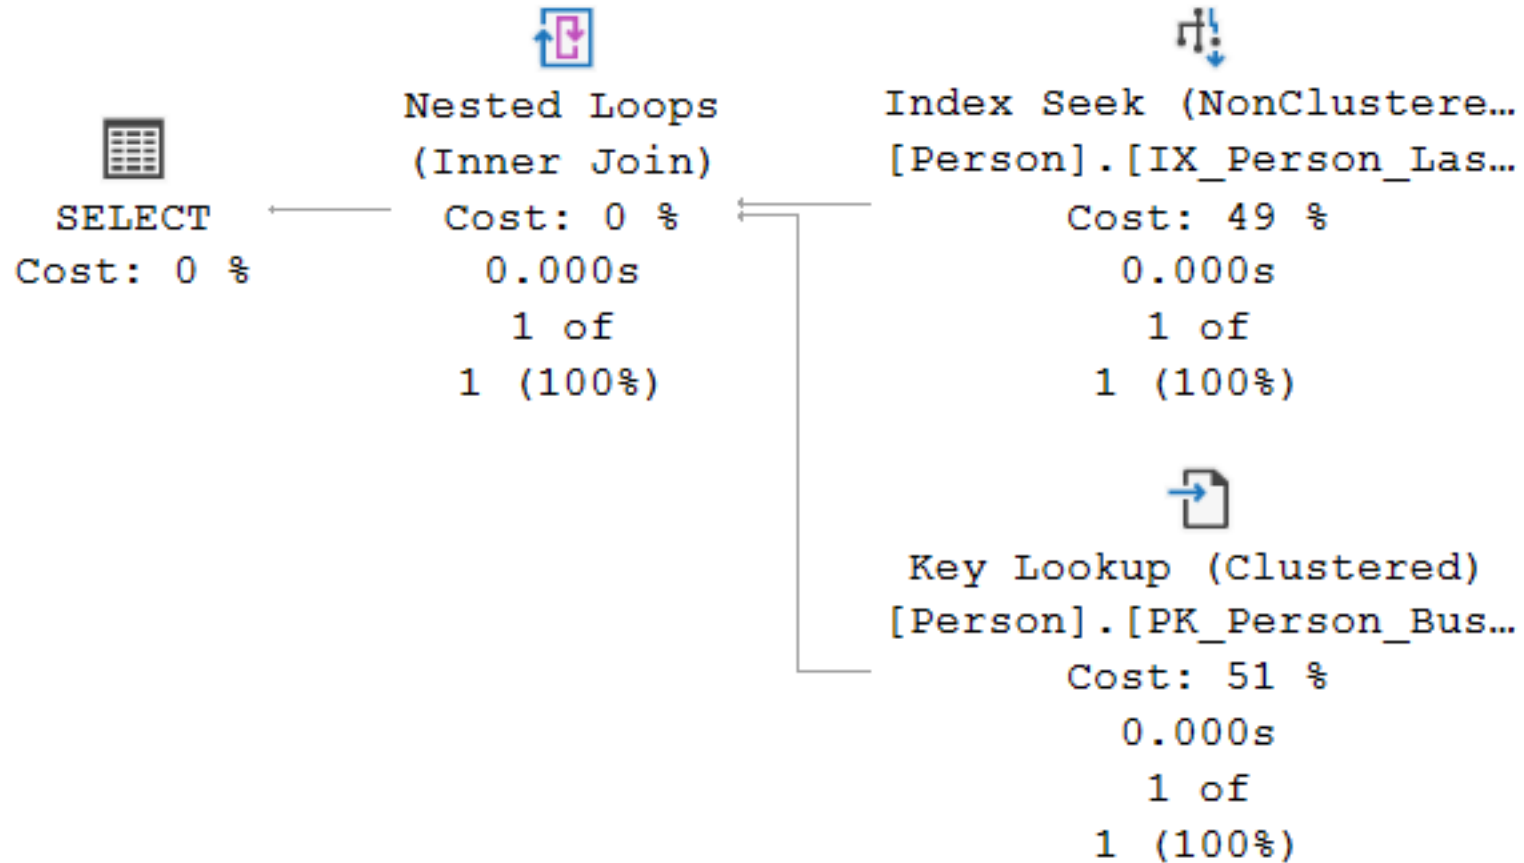 SELECT
Cost: 0 %
Nested Loops
(Inner Join)
Cost: 0 %
0.000s
1 of
1 (100%)
Index Seek (NonClustere…
[Person].[IX_Person_Las…
Cost: 49 %
0.000s
1 of
1 (100%)
Key Lookup (Clustered)
[Person].[PK_Person_Bus…
Cost: 51 %
0.000s
1 of
1 (100%)